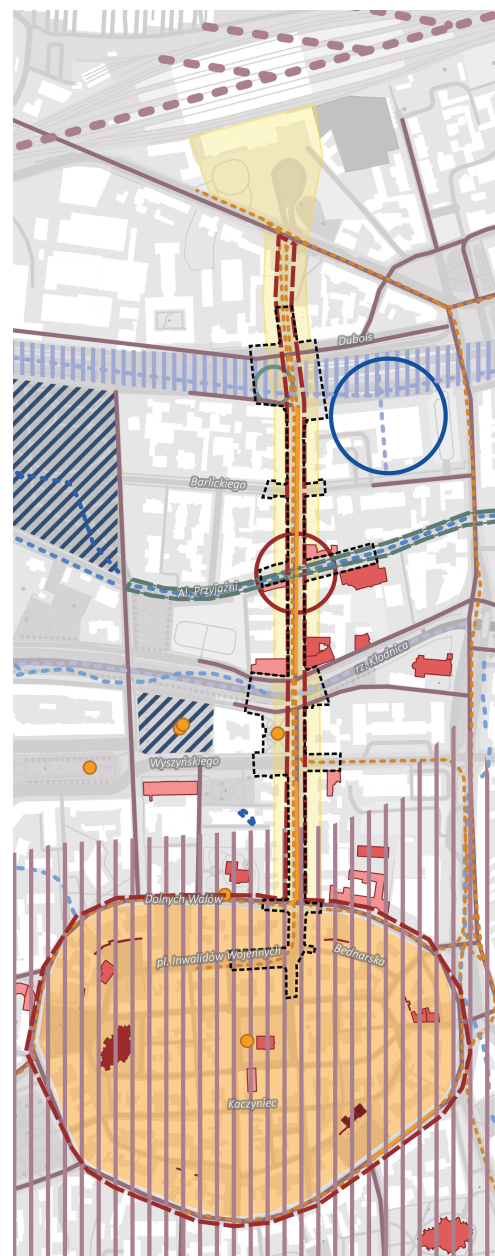 Dubois
Barlickiego
Al. Przyjaźni
rz. Kłodnica
Wyszyńskiego
Dolnych Wałów
pl. Inwalidów Wojennych
Bednarska
Kaczyniec